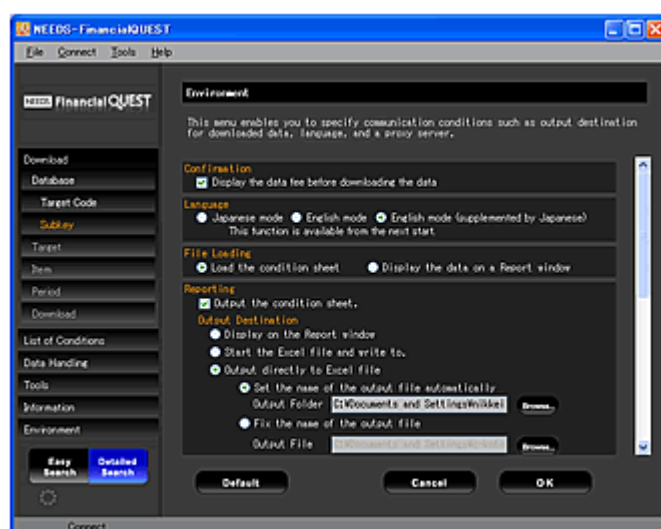 NEEDS-FinancialQUEST
File Connect Tools Help
NEEDS Financial QUEST
Download
Database
Target Code
Subkey
Target
Item
Period
Download
List of Conditions
Data Handling
Tools
Information
Environment
Easy Search
Detailed Search
Connect
Environment
This menu enables you to specify communication conditions such as output destination
for downloaded data, language, and a proxy server.
Confirmation
Display the data fee before downloading the data
Language
Japanese mode English mode English mode (supplemented by Japanese)
This function is available from the next start
File Loading
Load the condition sheet Display the data on a Report window
Reporting
Output the condition sheet.
Output Destination
Display on the Report window
Start the Excel file and write to.
Output directly to Excel file
Set the name of the output file automatically
Output Folder C:\Documents and Settings\nikkei Browse...
Fix the name of the output file
Output File Browse...
Default Cancel OK